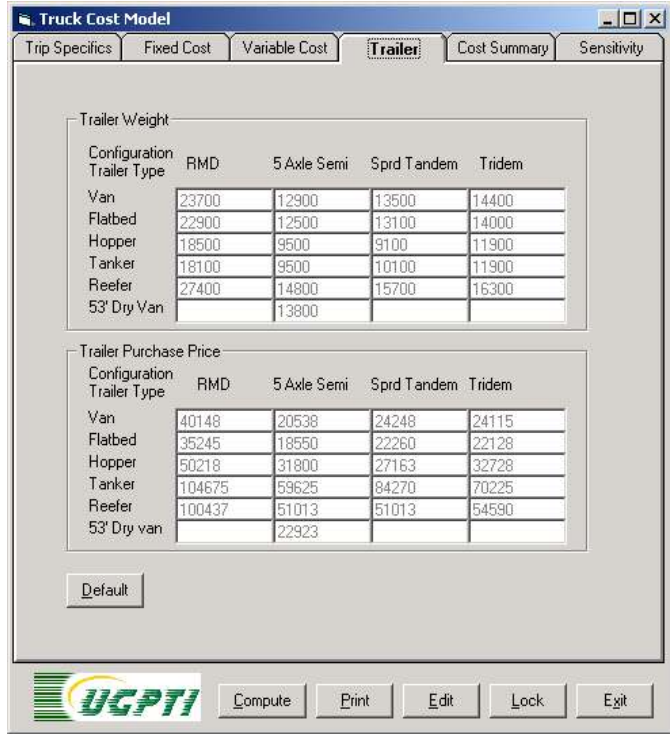 Truck Cost Model
Trip Specifics Fixed Cost Variable Cost Trailer Cost Summary Sensitivity
Trailer Weight
Configuration
Trailer Type RMD 5 Axle Semi Sprd Tandem Tridem
Van 23700 12900 13500 14400
Flatbed 22900 12500 13100 14000
Hopper 18500 9500 9100 11900
Tanker 18100 9500 10100 11900
Reefer 27400 14800 15700 16300
53' Dry Van 13800
Trailer Purchase Price
Configuration
Trailer Type RMD 5 Axle Semi Sprd Tandem Tridem
Van 40148 20538 24248 24115
Flatbed 35245 18550 22260 22128
Hopper 50218 31800 27163 32728
Tanker 104675 59625 84270 70225
Reefer 100437 51013 51013 54590
53' Dry van 22923
Default
UGPTI Compute Print Edit Lock Exit